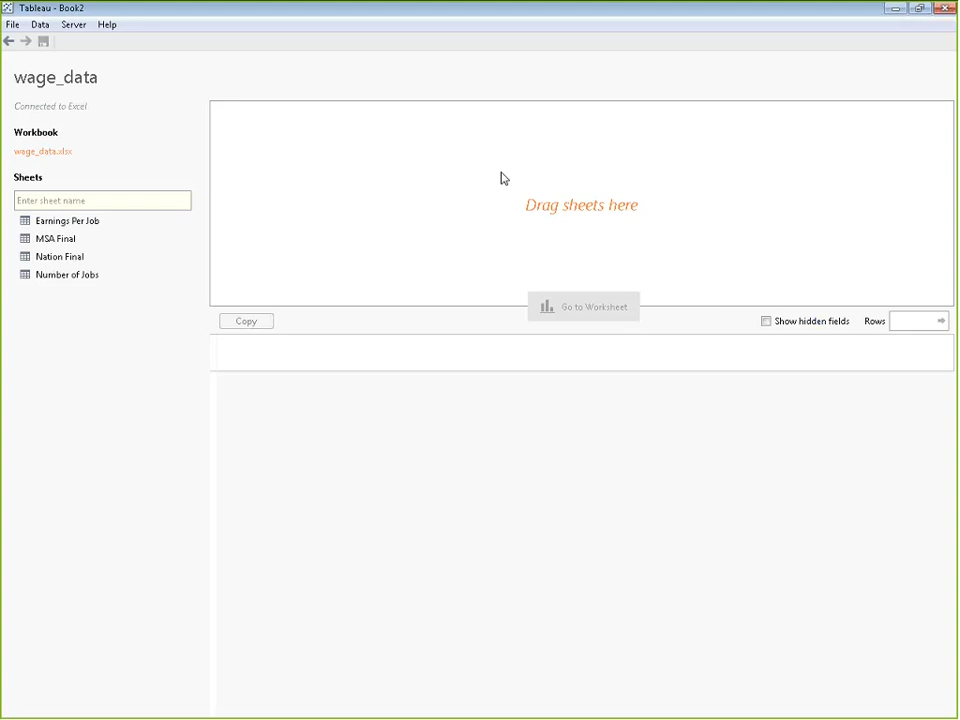 Tableau - Book2
File Data Server Help
wage_data
Connected to Excel
Workbook
wage_data.xlsx
Sheets
Enter sheet name
Earnings Per Job
MSA Final
Nation Final
Number of Jobs
Drag sheets here
Go to Worksheet
Copy
Show hidden fields
Rows